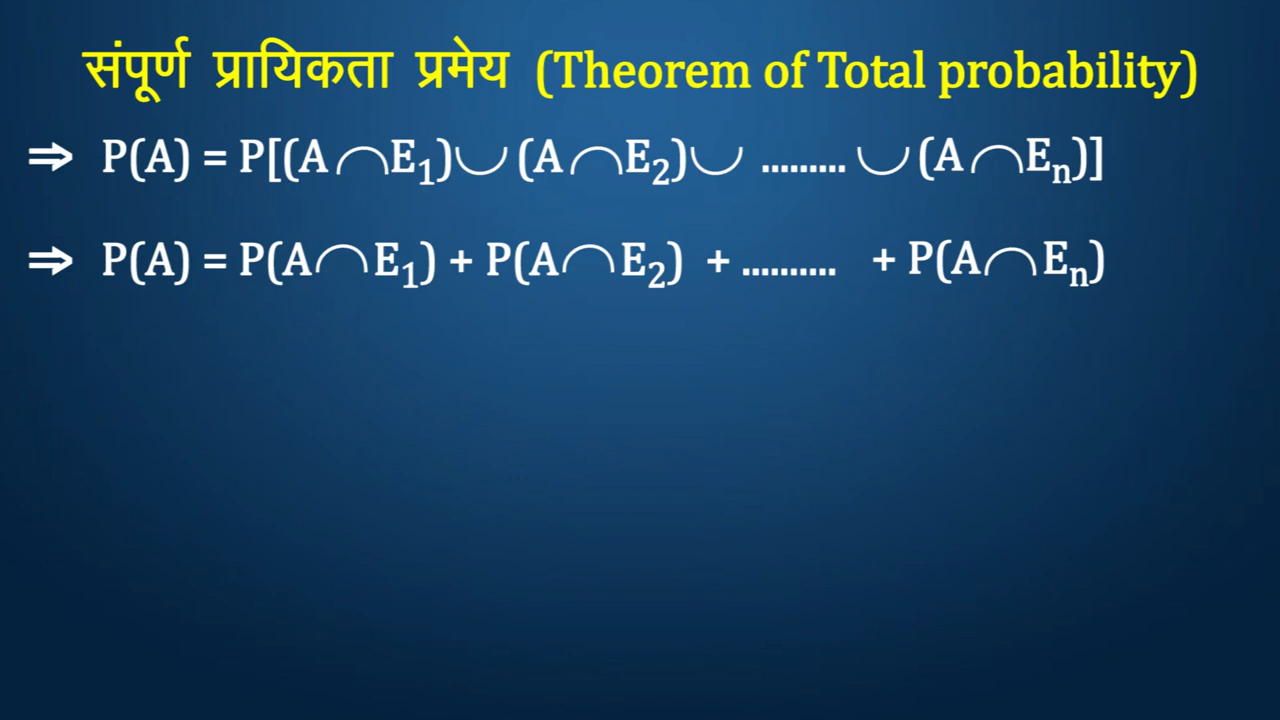 संपूर्ण प्रायिकता प्रमेय (Theorem of Total probability)
⇒ P(A) = P[(A ⌒E₁)⌣(A ⌒E₂)⌣ ......... ⌣(A ⌒Eₙ)]
⇒ P(A) = P(A⌒E₁) + P(A⌒E₂) + .......... + P(A⌒Eₙ)